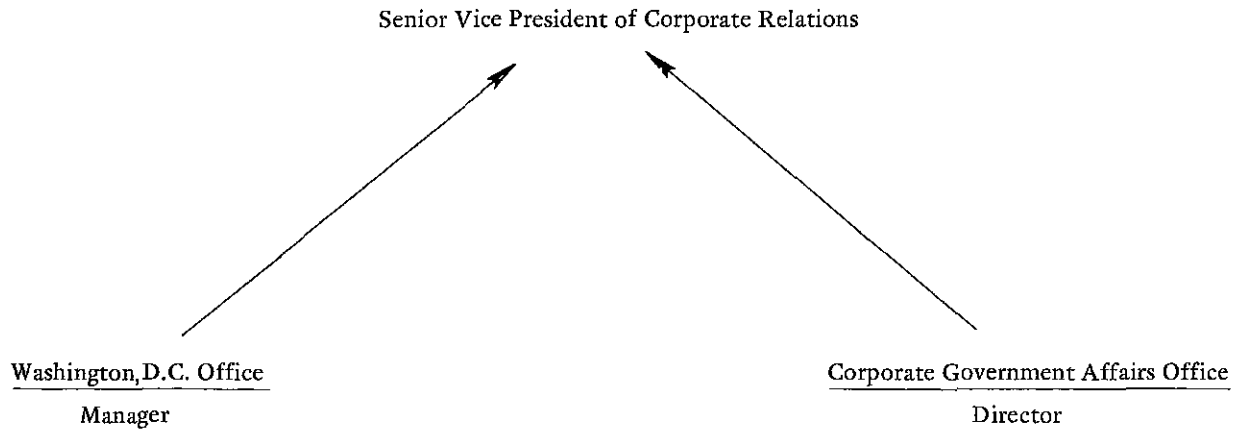 Senior Vice President of Corporate Relations
Washington, D.C. Office
Manager
Corporate Government Affairs Office
Director